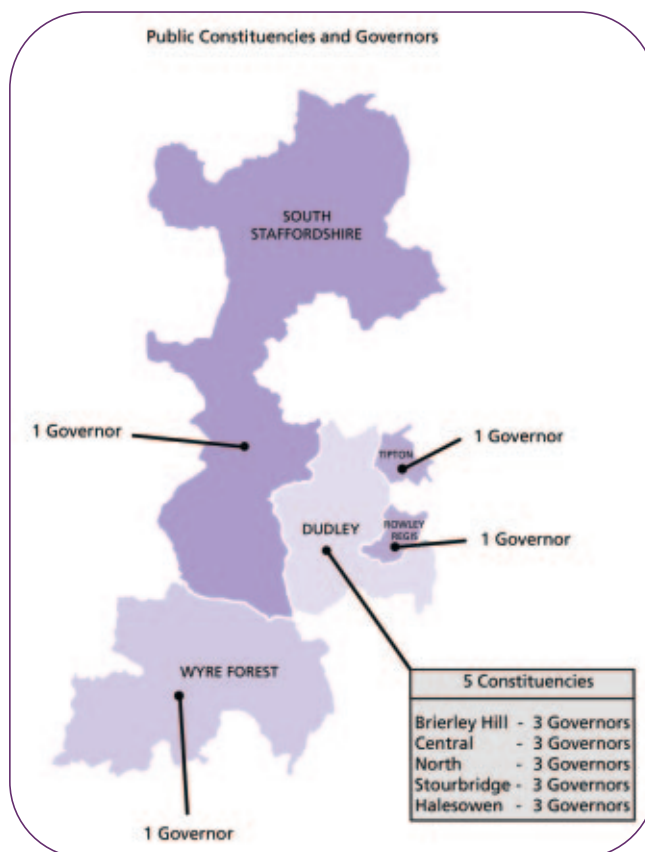 Public Constituencies and Governors
SOUTH
STAFFORDSHIRE
1 Governor
1 Governor
TIPTON
DUDLEY
ROWLEY
REGIS
1 Governor
WYRE FOREST
5 Constituencies
Brierley Hill - 3 Governors
Central - 3 Governors
North - 3 Governors
Stourbridge - 3 Governors
Halesowen - 3 Governors
1 Governor